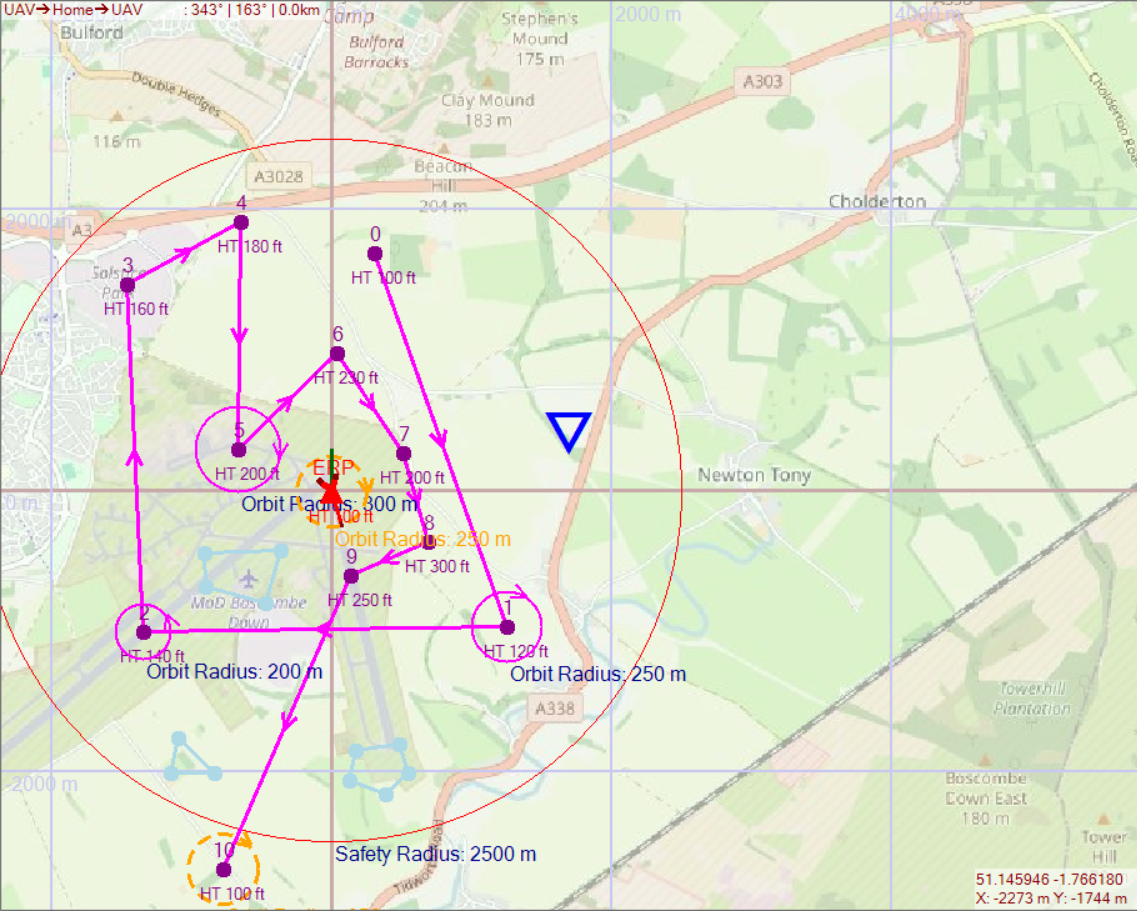 UAV→Home→UAV : 343° | 163° | 0.0km
2000 m
4000 m
Bulford
Camp
Bulford
Barracks
Stephen's
Mound
175 m
A338
Double Hedges
A303
Clay Mound
183 m
116 m
Cholderton Road
Beacon
Hill
204 m
A3028
Cholderton
2000 m
A3
4
HT 180 ft
0
HT 100 ft
3
HT 160 ft
Solstice
Park
6
HT 230 ft
5
HT 200 ft
7
HT 200 ft
ERP
HT 100 ft
Newton Tony
0 m
Orbit Radius: 300 m
Orbit Radius: 250 m
8
HT 300 ft
9
HT 250 ft
MoD Boscombe
Down
2
HT 140 ft
1
HT 120 ft
Orbit Radius: 200 m
Orbit Radius: 250 m
A338
Towerhill
Plantation
2000 m
Boscombe
Down East
180 m
Tower
Hill
10
HT 100 ft
Safety Radius: 2500 m
Tidworth Road
51.145946 -1.766180
X: -2273 m Y: -1744 m